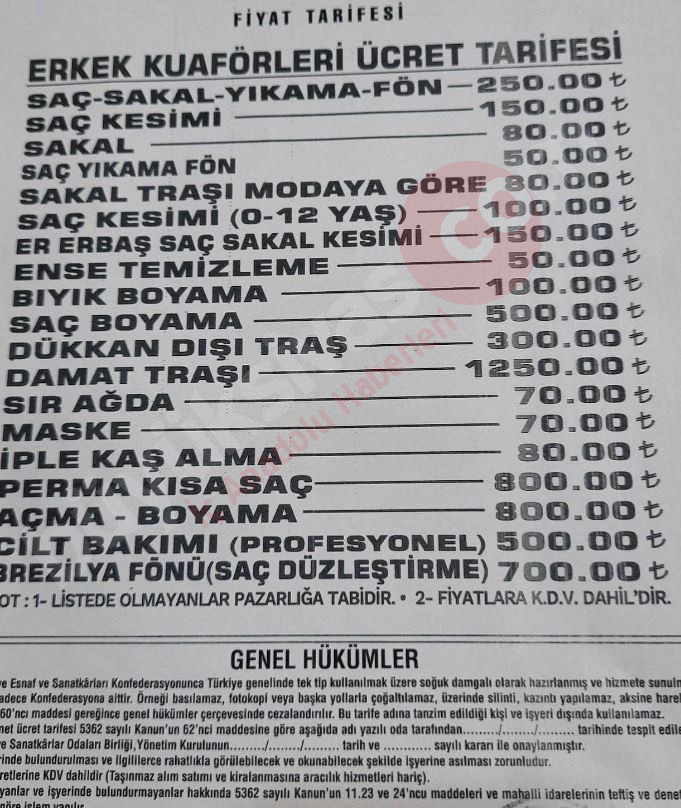 FİYAT TARİFESİ
ERKEK KUAFÖRLERİ ÜCRET TARİFESİ
SAÇ-SAKAL-YIKAMA-FÖN 250.00 ₺
SAÇ KESİMİ 150.00 ₺
SAKAL 80.00 ₺
SAÇ YIKAMA FÖN 50.00 ₺
SAKAL TRAŞI MODAYA GÖRE 80.00 ₺
SAÇ KESİMİ (0-12 YAŞ) 100.00 ₺
ER ERBAŞ SAÇ SAKAL KESİMİ 150.00 ₺
ENSE TEMİZLEME 50.00 ₺
BIYIK BOYAMA 100.00 ₺
SAÇ BOYAMA 500.00 ₺
DÜKKAN DIŞI TRAŞ 300.00 ₺
DAMAT TRAŞI 1250.00 ₺
SIR AĞDA 70.00 ₺
MASKE 70.00 ₺
İPLE KAŞ ALMA 80.00 ₺
PERMA KISA SAÇ 800.00 ₺
AÇMA - BOYAMA 800.00 ₺
CİLT BAKIMI (PROFESYONEL) 500.00 ₺
BREZİLYA FÖNÜ(SAÇ DÜZLEŞTİRME) 700.00 ₺
OT : 1- LİSTEDE OLMAYANLAR PAZARLIĞA TABİDİR. • 2- FİYATLARA K.D.V. DAHİL'DİR.
GENEL HÜKÜMLER
ve Esnaf ve Sanatkârları Konfederasyonunca Türkiye genelinde tek tip kullanılmak üzere soğuk damgalı olarak hazırlanmış ve hizmete sunulm
adece Konfederasyona aittir. Örneği basılamaz, fotokopi veya başka yollarla çoğaltılamaz, üzerinde silinti, kazıntı yapılamaz, aksine harel
60'ncı maddesi gereğince genel hükümler çerçevesinde cezalandırılır. Bu tarife adına tanzim edildiği kişi ve işyeri dışında kullanılamaz.
net ücret tarifesi 5362 sayılı Kanun'un 62'nci maddesine göre aşağıda adı yazılı oda tarafından......../......../......... tarihinde tespit edile
ve Sanatkârlar Odaları Birliği,Yönetim Kurulunun........./......../......... tarih ve ............ sayılı kararı ile onaylanmıştır.
rinde bulundurulması ve ilgililerce rahatlıkla görülebilecek ve okunabilecek şekilde işyerine asılması zorunludur.
retlerine KDV dahildir (Taşınmaz alım satımı ve kiralanmasına aracılık hizmetleri hariç).
yanlar ve işyerinde bulundurmayanlar hakkında 5362 sayılı Kanun'un 11.23 ve 24'ncu maddeleri ve mahalli idarelerinin teftiş ve denet
göre işlem yapılır.
İç Anadolu Haberleri